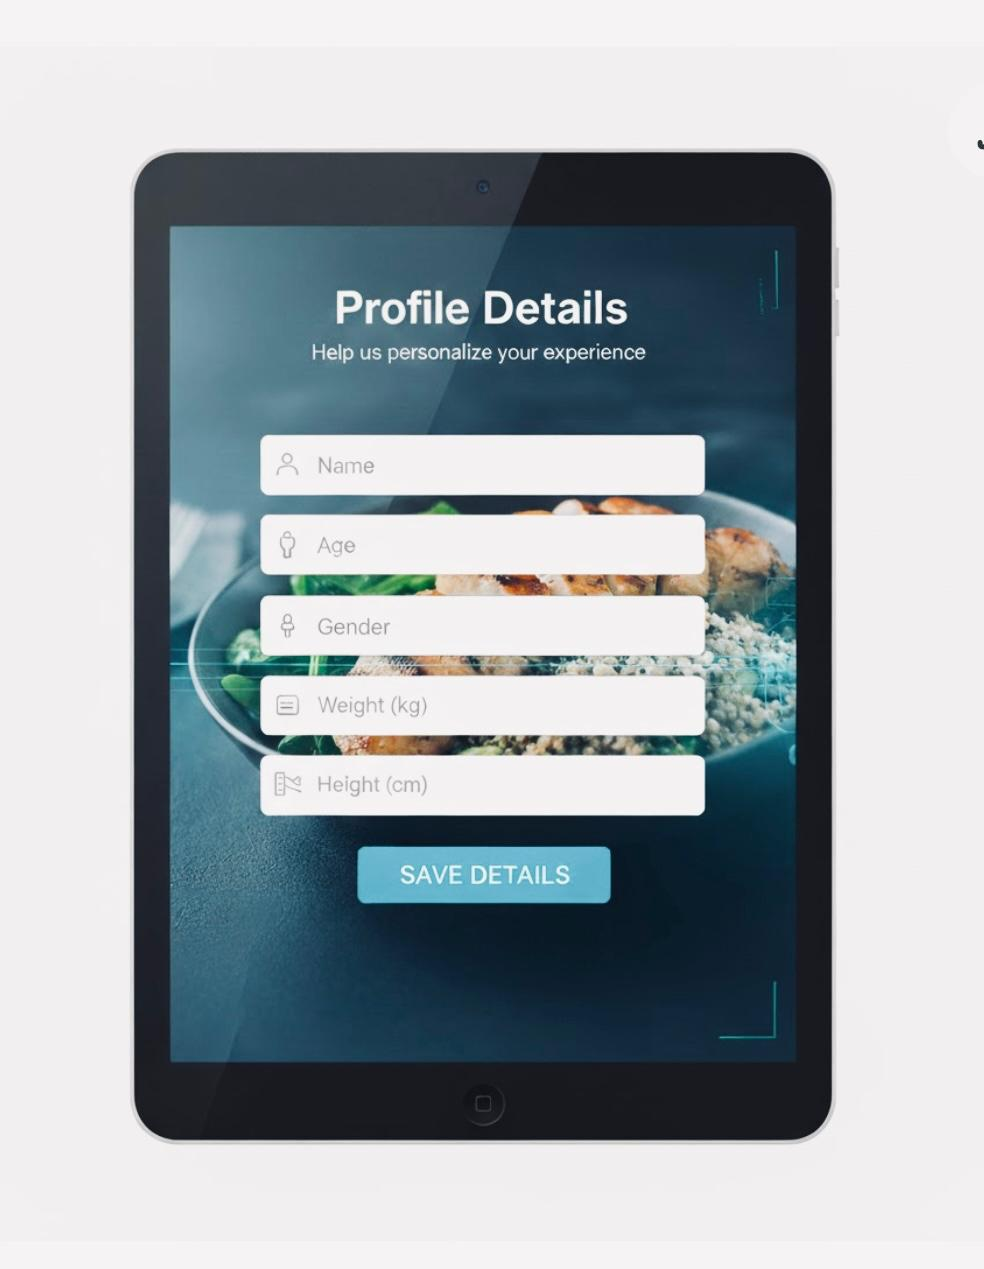 Profile Details
Help us personalize your experience
Name
Age
Gender
Weight (kg)
Height (cm)
SAVE DETAILS